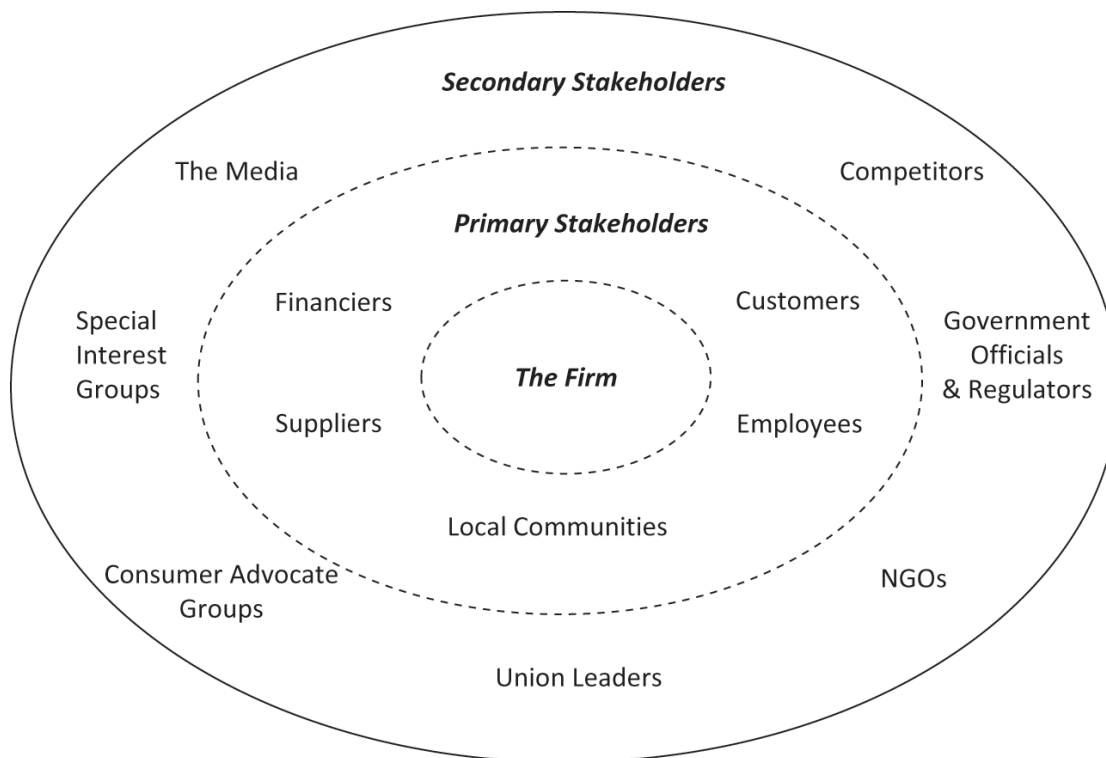 Secondary Stakeholders
The Media
Competitors
Primary Stakeholders
Financiers
Customers
Special
Interest
Groups
Government
Officials
& Regulators
The Firm
Suppliers
Employees
Local Communities
Consumer Advocate
Groups
NGOs
Union Leaders